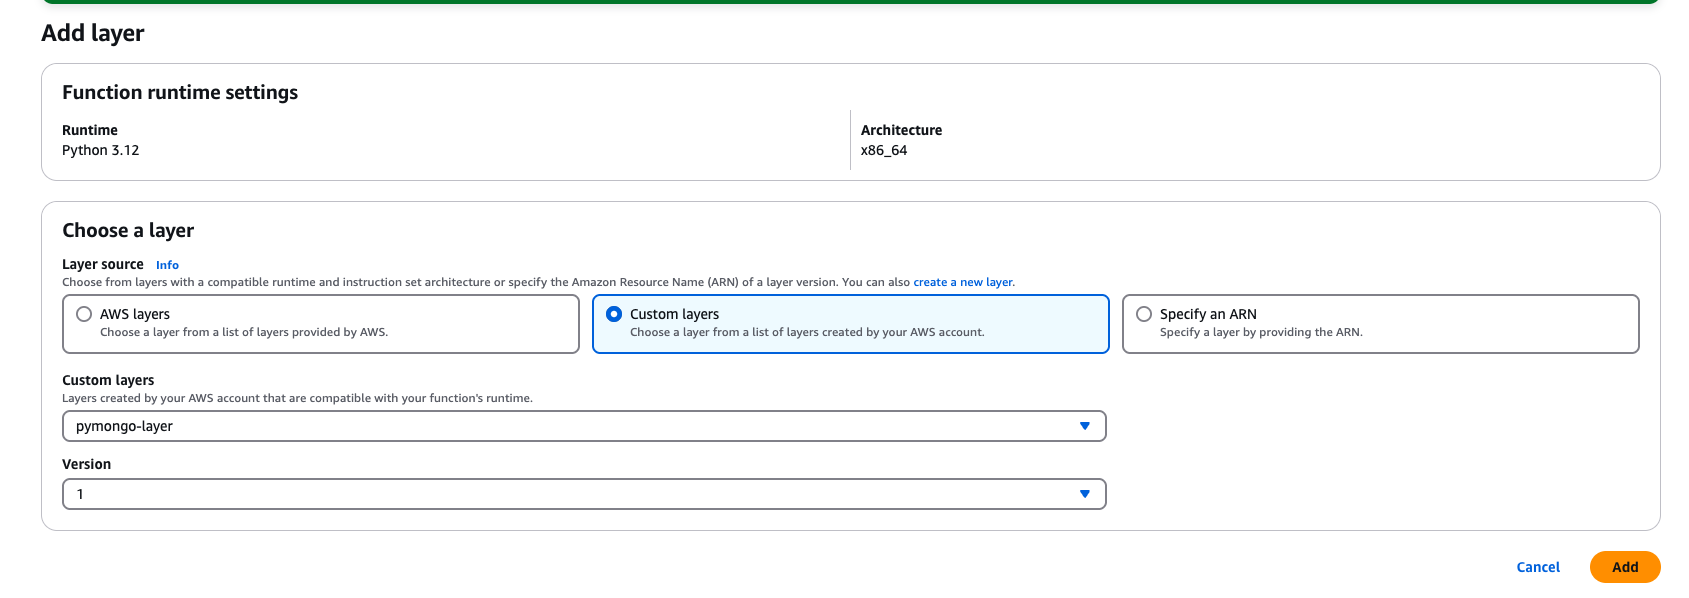 Add layer
Function runtime settings
Runtime
Python 3.12
Architecture
x86_64
Choose a layer
Layer source Info
Choose from layers with a compatible runtime and instruction set architecture or specify the Amazon Resource Name (ARN) of a layer version. You can also create a new layer.
AWS layers
Choose a layer from a list of layers provided by AWS.
Custom layers
Choose a layer from a list of layers created by your AWS account.
Specify an ARN
Specify a layer by providing the ARN.
Custom layers
Layers created by your AWS account that are compatible with your function's runtime.
pymongo-layer
Version
1
Cancel Add